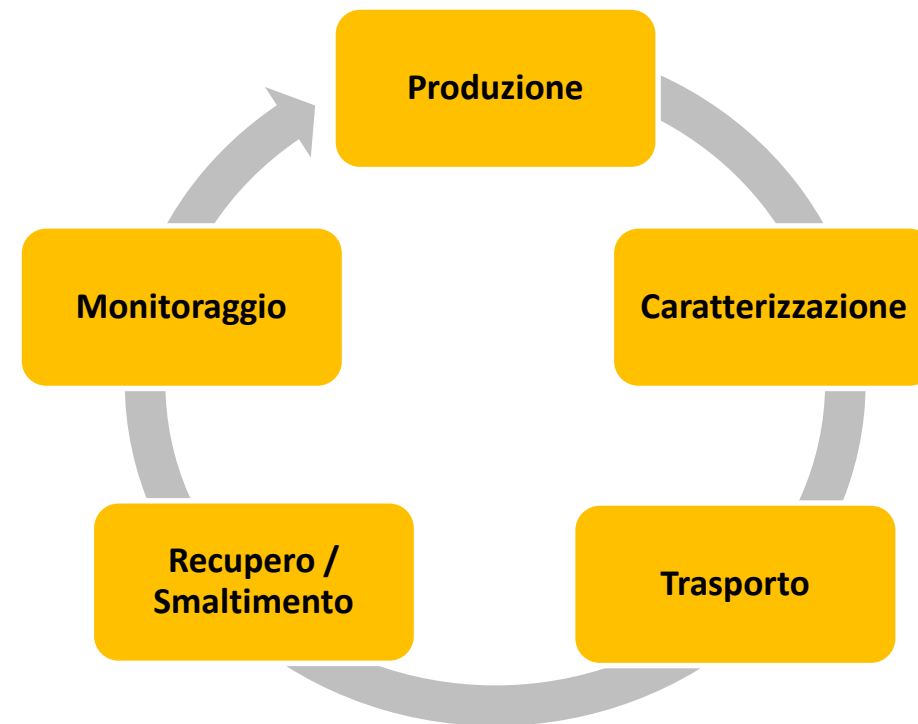 Produzione
Caratterizzazione
Trasporto
Recupero /
Smaltimento
Monitoraggio